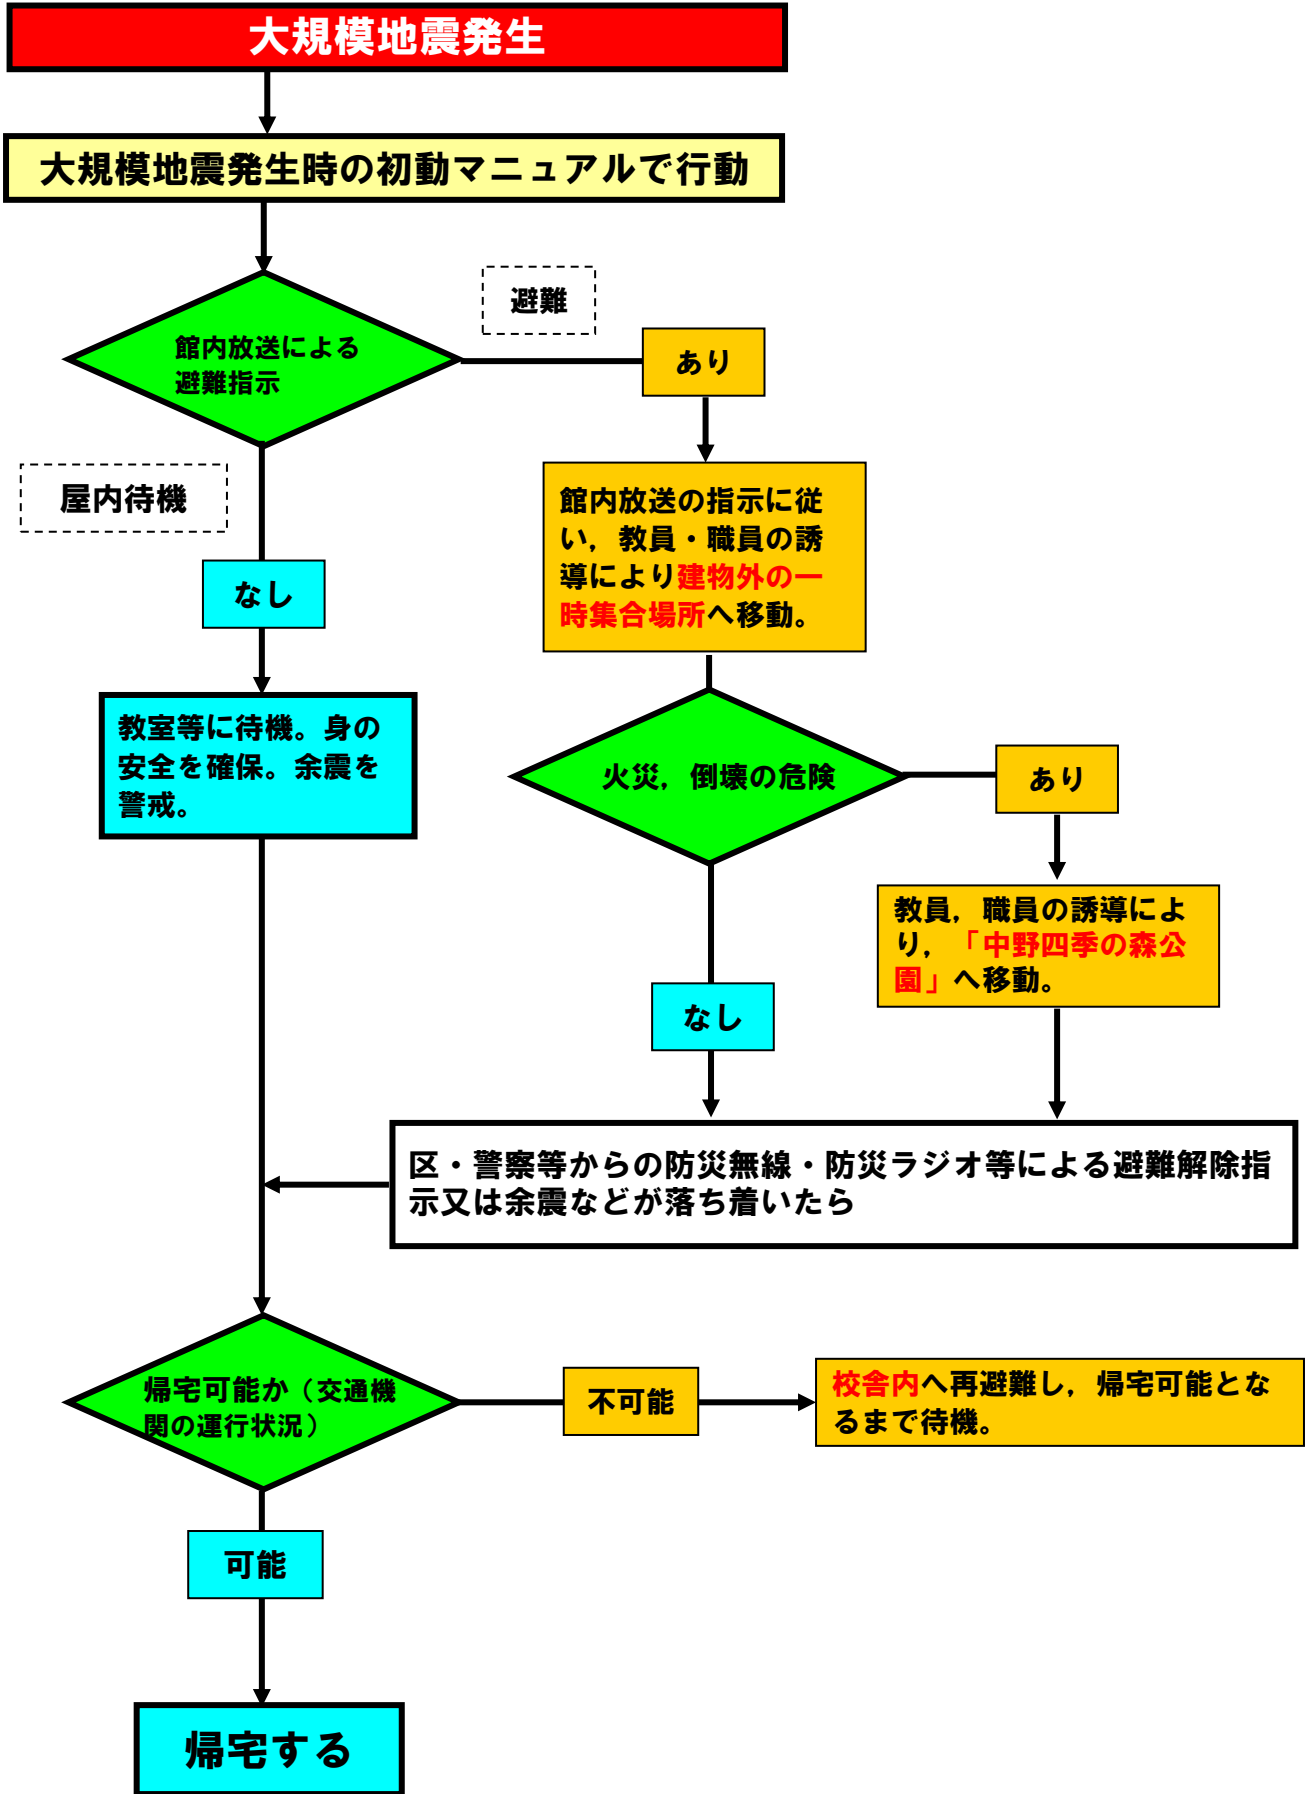 大規模地震発生
大規模地震発生時の初動マニュアルで行動
避難
館内放送による
避難指示
あり
屋内待機
館内放送の指示に従
い，教員・職員の誘
導により建物外の一
時集合場所へ移動。
なし
教室等に待機。身の
安全を確保。余震を
警戒。
火災，倒壊の危険
あり
教員，職員の誘導によ
り，「中野四季の森公
園」へ移動。
なし
区・警察等からの防災無線・防災ラジオ等による避難解除指
示又は余震などが落ち着いたら
帰宅可能か（交通機
関の運行状況）
不可能
校舎内へ再避難し，帰宅可能とな
るまで待機。
可能
帰宅する